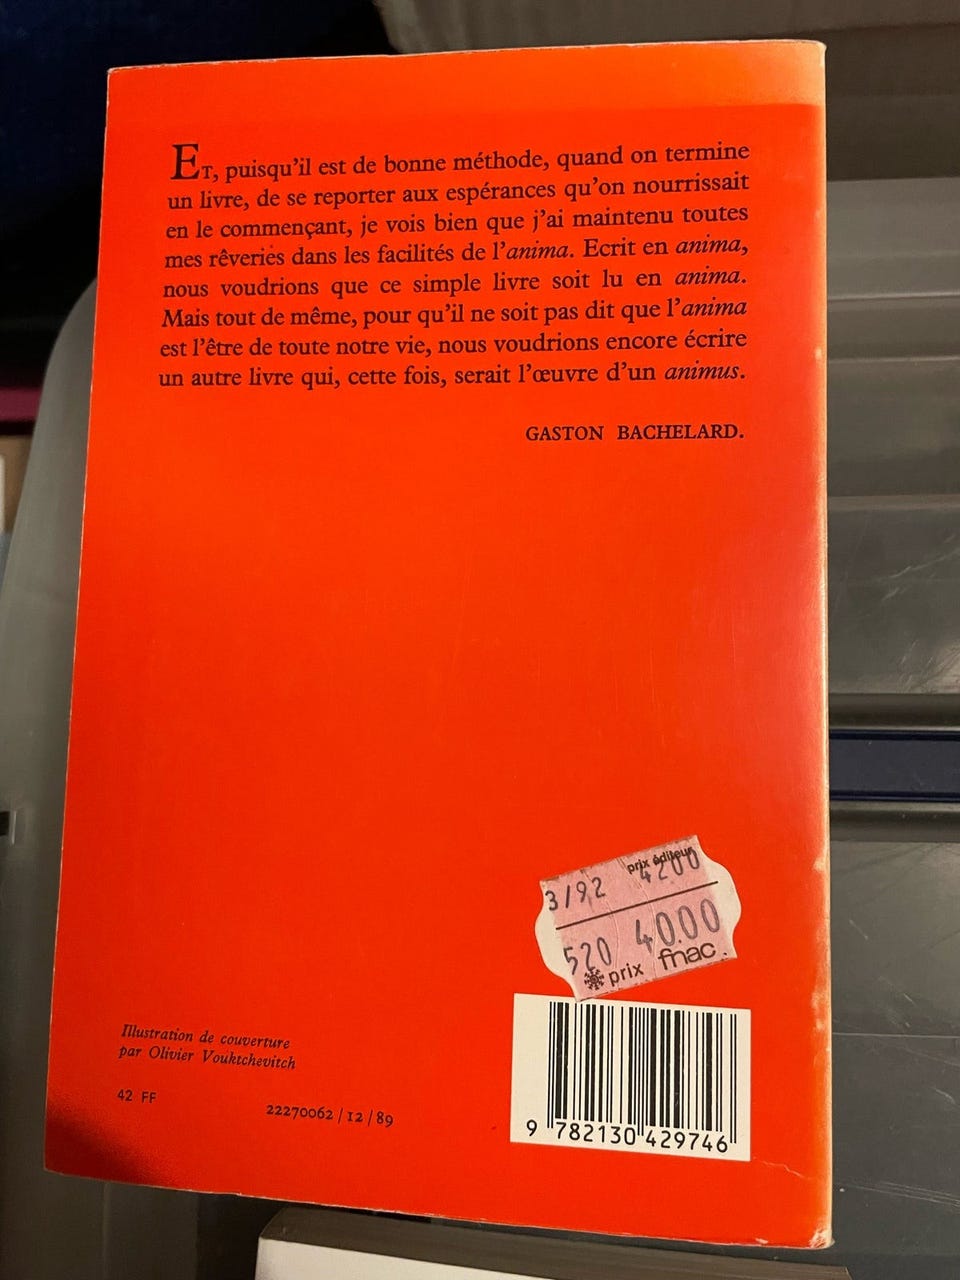 ET, puisqu'il est de bonne méthode, quand on termine
un livre, de se reporter aux espérances qu'on nourrissait
en le commençant, je vois bien que j'ai maintenu toutes
mes rêveries dans les facilités de l'anima. Ecrit en anima,
nous voudrions que ce simple livre soit lu en anima.
Mais tout de même, pour qu'il ne soit pas dit que l'anima
est l'être de toute notre vie, nous voudrions encore écrire
un autre livre qui, cette fois, serait l'œuvre d'un animus.
GASTON BACHELARD.
3/92 prix éditeur 4200
520 40.00
prix fnac
Illustration de couverture
par Olivier Vouktchevitch
42 FF
22270062/12/89
9 782130 429746